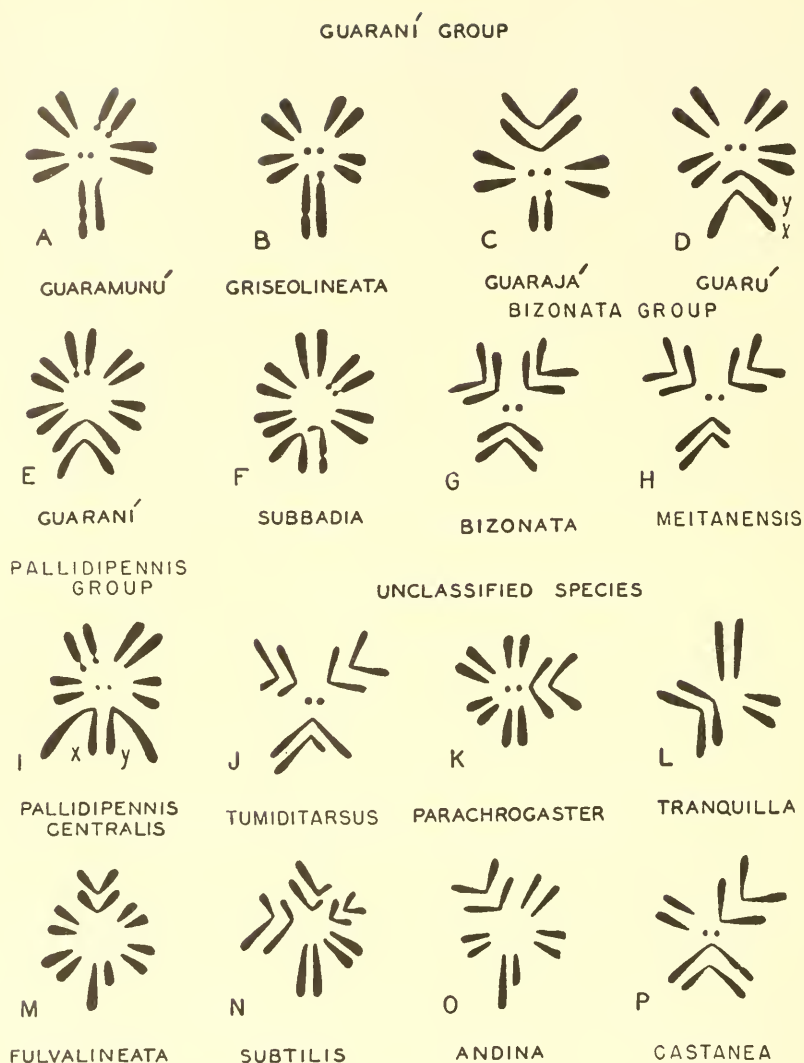 GUARANÍ GROUP
A B C D
y
x
GUARAMUNÚ GRISEOLINEATA GUARAJÁ GUARÚ
BIZONATA GROUP
E F G H
GUARANÍ SUBBADIA BIZONATA MEITANENSIS
PALLIDIPENNIS
GROUP
UNCLASSIFIED SPECIES
I x y J K L
PALLIDIPENNIS
CENTRALIS
TUMIDITARSUS PARACHROGASTER TRANQUILLA
M N O P
FULVALINEATA SUBTILIS ANDINA CASTANEA